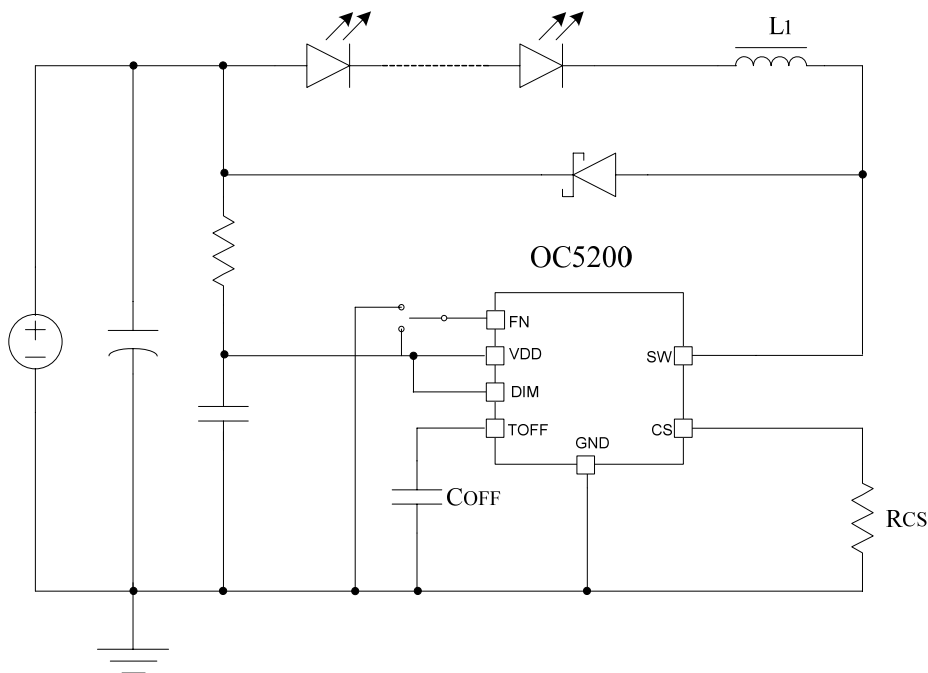 L1
OC5200
+
−
FN
VDD
SW
DIM
TOFF
CS
GND
COFF
RCS